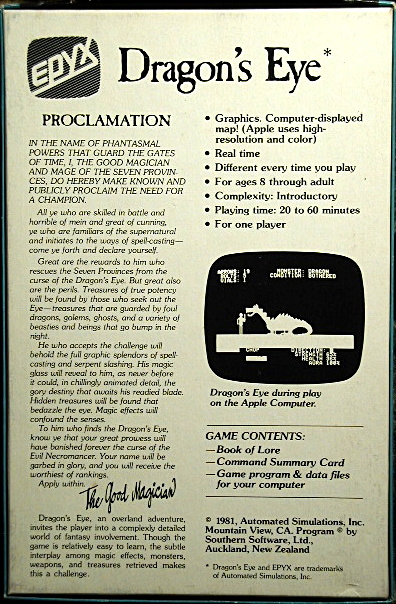 EPYX
Dragon's Eye*
PROCLAMATION
IN THE NAME OF PHANTASMAL
POWERS THAT GUARD THE GATES
OF TIME, I, THE GOOD MAGICIAN
AND MAGE OF THE SEVEN PROVIN-
CES, DO HEREBY MAKE KNOWN AND
PUBLICLY PROCLAIM THE NEED FOR
A CHAMPION.
All ye who are skilled in battle and
horrible of mein and great of cunning,
ye who are familiars of the supernatural
and initiates to the ways of spell-casting—
come ye forth and declare yourself.
Great are the rewards to him who
rescues the Seven Provinces from the
curse of the Dragon's Eye. But great also
are the perils. Treasures of true potency
will be found by those who seek out the
Eye—treasures that are guarded by foul
dragons, golems, ghosts, and a variety of
beasties and beings that go bump in the
night.
He who accepts the challenge will
behold the full graphic splendors of spell-
casting and serpent slashing. His magic
glass will reveal to him, as never before
it could, in chillingly animated detail, the
gory destiny that awaits his readied blade.
Hidden treasures will be found that
bedazzle the eye. Magic effects will
confound the senses.
To him who finds the Dragon's Eye,
know ye that your great prowess will
have banished forever the curse of the
Evil Necromancer. Your name will be
garbed in glory, and you will receive the
worthiest of rankings.
Apply within.
The Good Magician
Dragon's Eye, an overland adventure,
invites the player into a complexly detailed
world of fantasy involvement. Though the
game is relatively easy to learn, the subtle
interplay among magic effects, monsters,
weapons, and treasures retrieved makes
this a challenge.
• Graphics. Computer-displayed
map! (Apple uses high-
resolution and color)
• Real time
• Different every time you play
• For ages 8 through adult
• Complexity: Introductory
• Playing time: 20 to 60 minutes
• For one player
ARROWS: 19 MONSTER: DRAGON
BOLTS: CONDITION: BOTHERED
VIALS: 1
CHOP
STRENGTH
HEALTH
AURA 100%
Dragon's Eye during play
on the Apple Computer.
GAME CONTENTS:
—Book of Lore
—Command Summary Card
—Game program & data files
for your computer
© 1981, Automated Simulations, Inc.
Mountain View, CA. Program © by
Southern Software, Ltd.,
Auckland, New Zealand
* Dragon's Eye and EPYX are trademarks
of Automated Simulations, Inc.